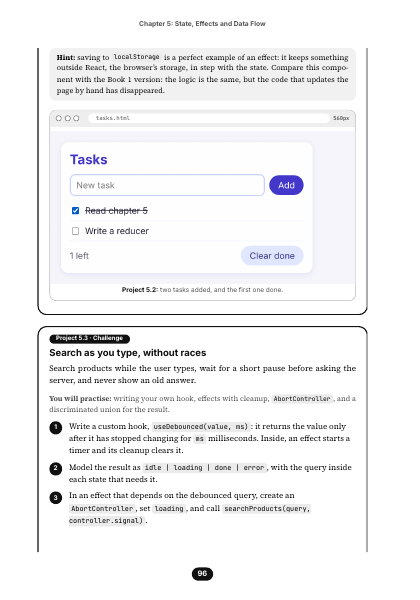 Chapter 5: State, Effects and Data Flow
Hint: saving to localStorage is a perfect example of an effect: it keeps something
outside React, the browser's storage, in step with the state. Compare this compo-
nent with the Book 1 version: the logic is the same, but the code that updates the
page by hand has disappeared.
tasks.html 560px
Tasks
New task Add
Read chapter 5
Write a reducer
1 left Clear done
Project 5.2: two tasks added, and the first one done.
Project 5.3 · Challenge
Search as you type, without races
Search products while the user types, wait for a short pause before asking the
server, and never show an old answer.
You will practise: writing your own hook, effects with cleanup, AbortController, and a
discriminated union for the result.
1 Write a custom hook, useDebounced(value, ms): it returns the value only
after it has stopped changing for ms milliseconds. Inside, an effect starts a
timer and its cleanup clears it.
2 Model the result as idle | loading | done | error, with the query inside
each state that needs it.
3 In an effect that depends on the debounced query, create an
AbortController, set loading, and call searchProducts(query,
controller.signal).
96